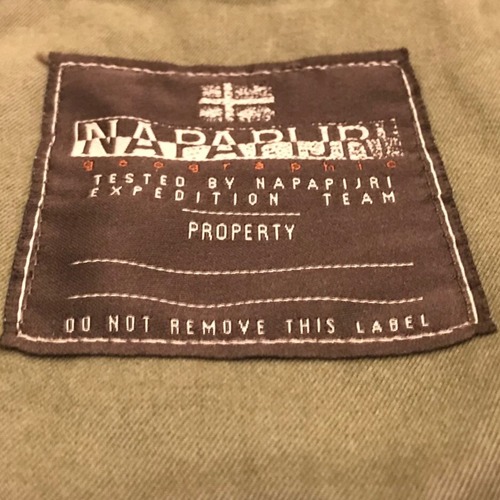 NAPAPIJRI
geographic
TESTED BY NAPAPIJRI
EXPEDITION TEAM
PROPERTY
DO NOT REMOVE THIS LABEL